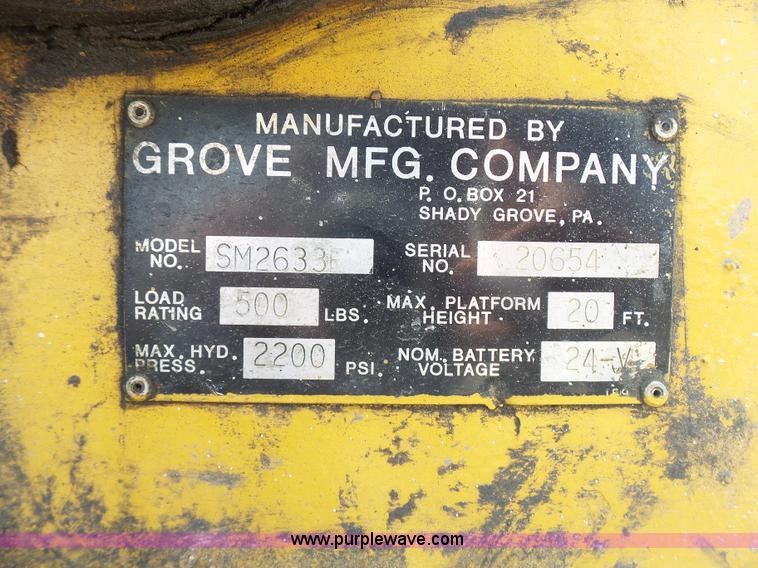 MANUFACTURED BY
GROVE MFG. COMPANY
P. O. BOX 21
SHADY GROVE, PA.
MODEL NO. SM2633E SERIAL NO. 20654
LOAD RATING 500 LBS. MAX. PLATFORM HEIGHT 20 FT.
MAX. HYD. PRESS. 2200 PSI. NOM. BATTERY VOLTAGE 24-V
www.purplewave.com